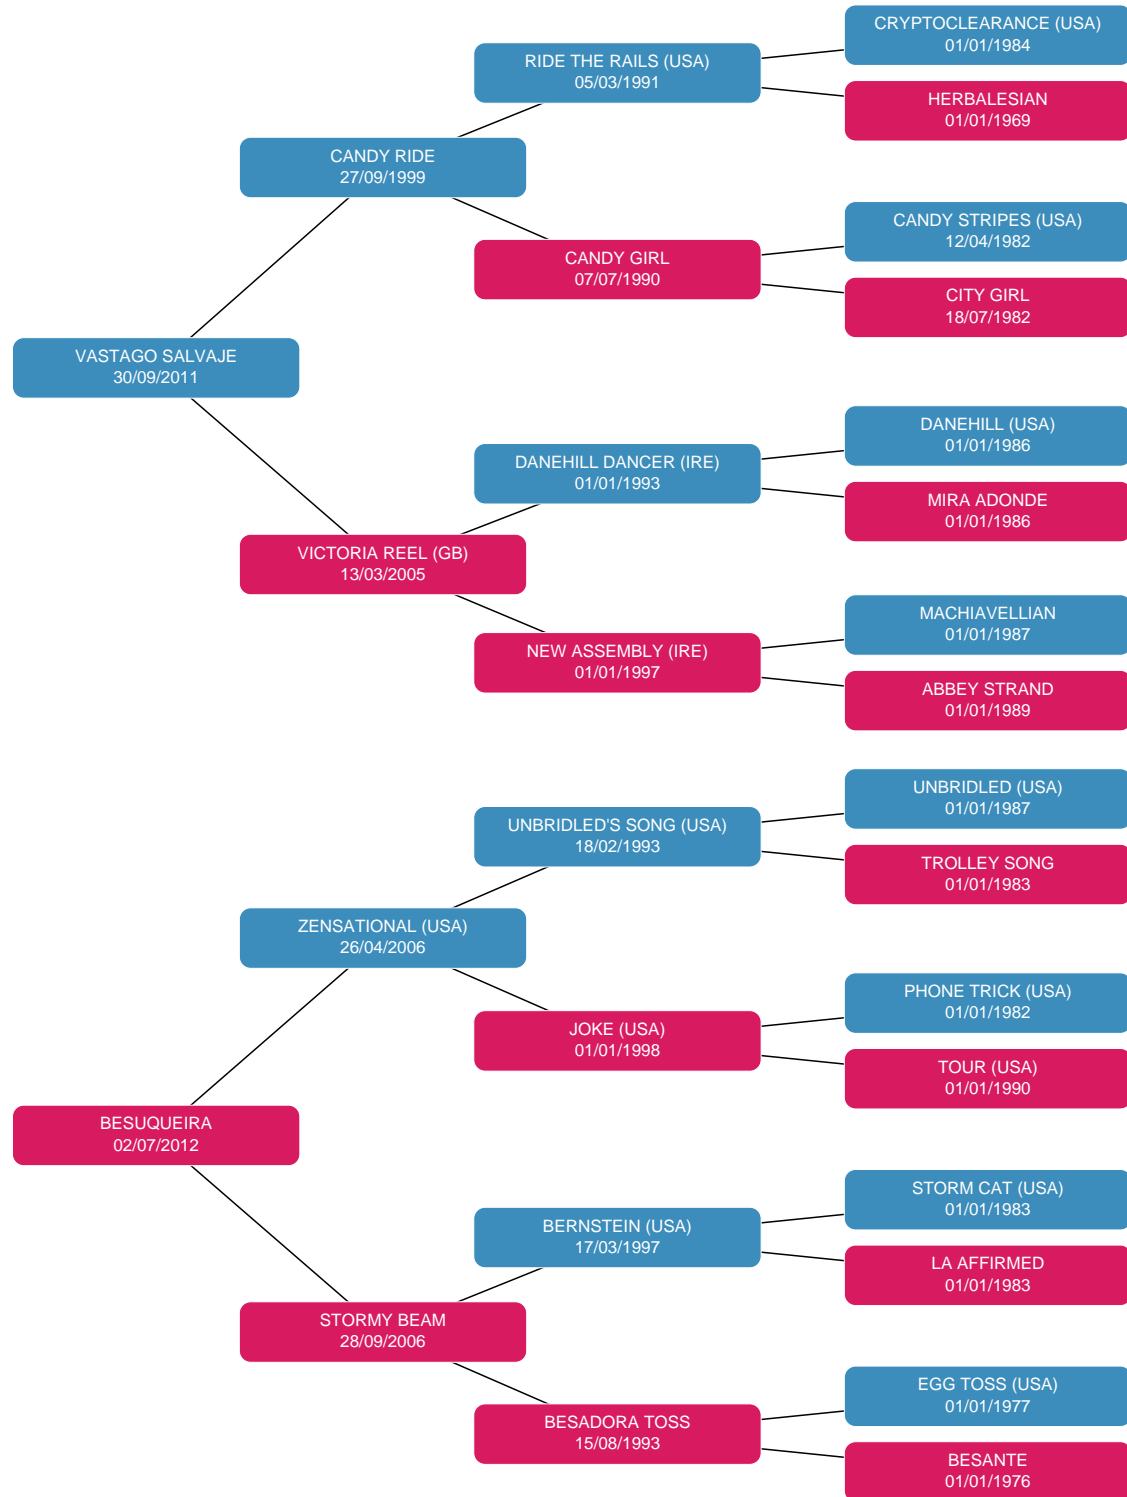 CRYPTOCLEARANCE (USA)
01/01/1984
RIDE THE RAILS (USA)
05/03/1991
HERBALESIAN
01/01/1969
CANDY RIDE
27/09/1999
CANDY STRIPES (USA)
12/04/1982
CANDY GIRL
07/07/1990
CITY GIRL
18/07/1982
VASTAGO SALVAJE
30/09/2011
DANEHILL (USA)
01/01/1986
DANEHILL DANCER (IRE)
01/01/1993
MIRA ADONDE
01/01/1986
VICTORIA REEL (GB)
13/03/2005
MACHIAVELLIAN
01/01/1987
NEW ASSEMBLY (IRE)
01/01/1997
ABBEY STRAND
01/01/1989
UNBRIDLED (USA)
01/01/1987
UNBRIDLED'S SONG (USA)
18/02/1993
TROLLEY SONG
01/01/1983
ZENSATIONAL (USA)
26/04/2006
PHONE TRICK (USA)
01/01/1982
JOKE (USA)
01/01/1998
TOUR (USA)
01/01/1990
BESUQUEIRA
02/07/2012
STORM CAT (USA)
01/01/1983
BERNSTEIN (USA)
17/03/1997
LA AFFIRMED
01/01/1983
STORMY BEAM
28/09/2006
EGG TOSS (USA)
01/01/1977
BESADORA TOSS
15/08/1993
BESANTE
01/01/1976